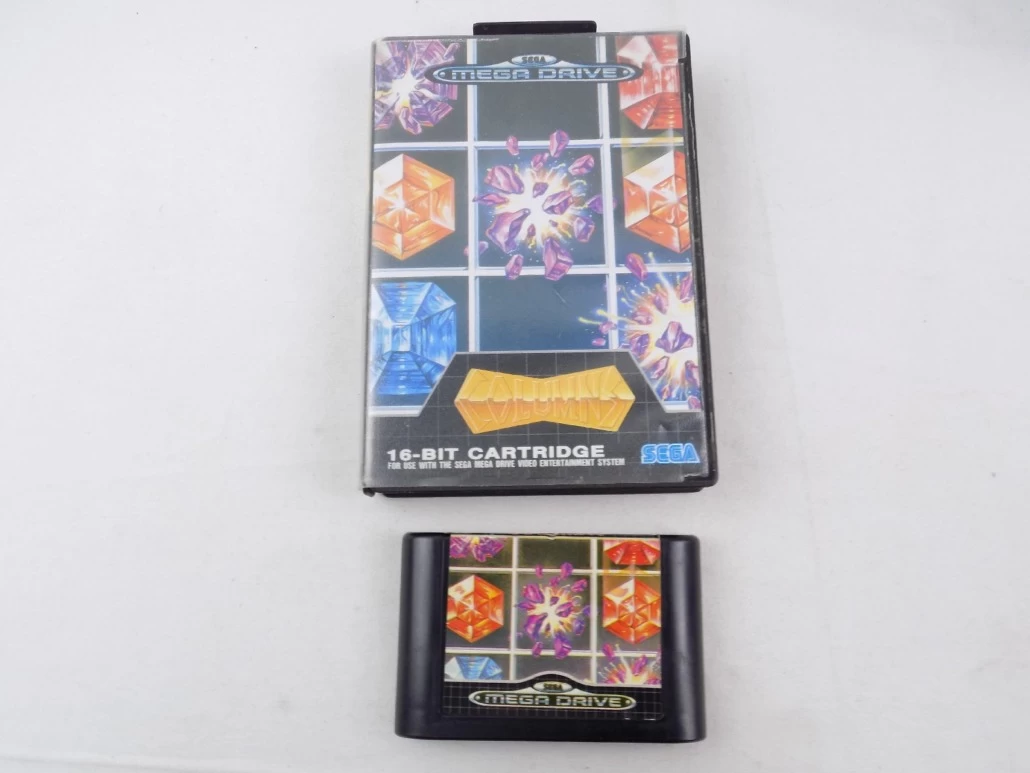 SEGA
MEGA DRIVE
COLUMNS
16-BIT CARTRIDGE
FOR USE WITH THE SEGA MEGA DRIVE VIDEO ENTERTAINMENT SYSTEM
SEGA
SEGA
MEGA DRIVE